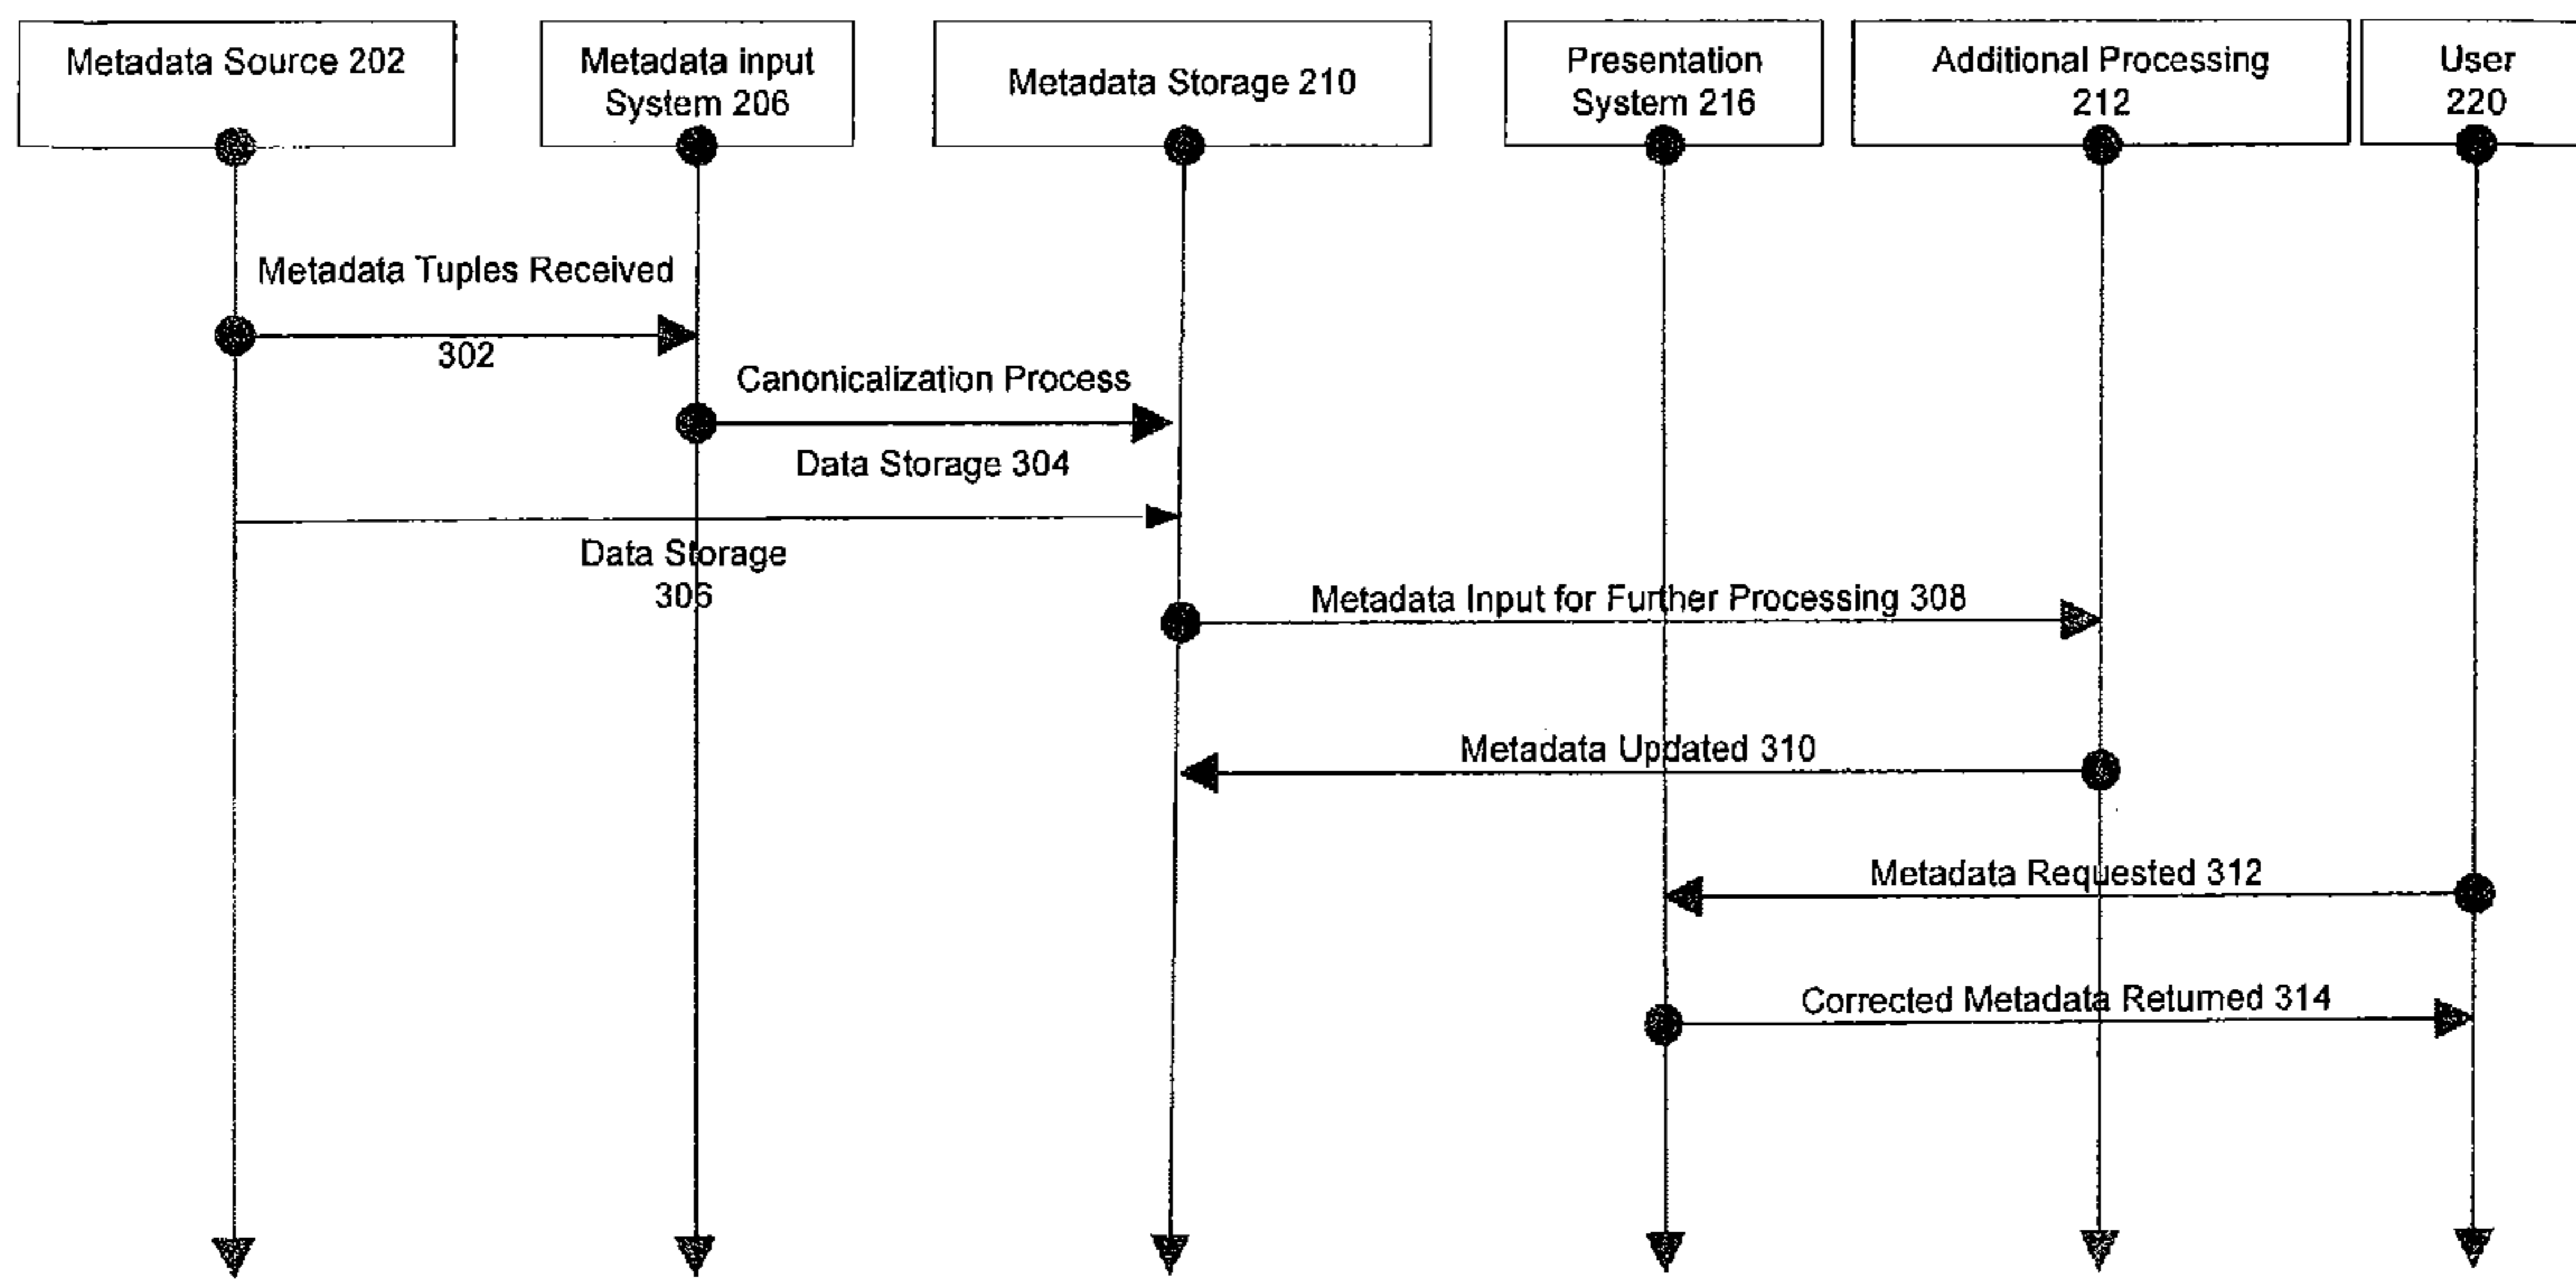 Metadata Source 202
Metadata input
System 206
Metadata Storage 210
Presentation
System 216
Additional Processing
212
User
220
Metadata Tuples Received
302
Canonicalization Process
Data Storage 304
Data Storage
306
Metadata Input for Further Processing 308
Metadata Updated 310
Metadata Requested 312
Corrected Metadata Returned 314